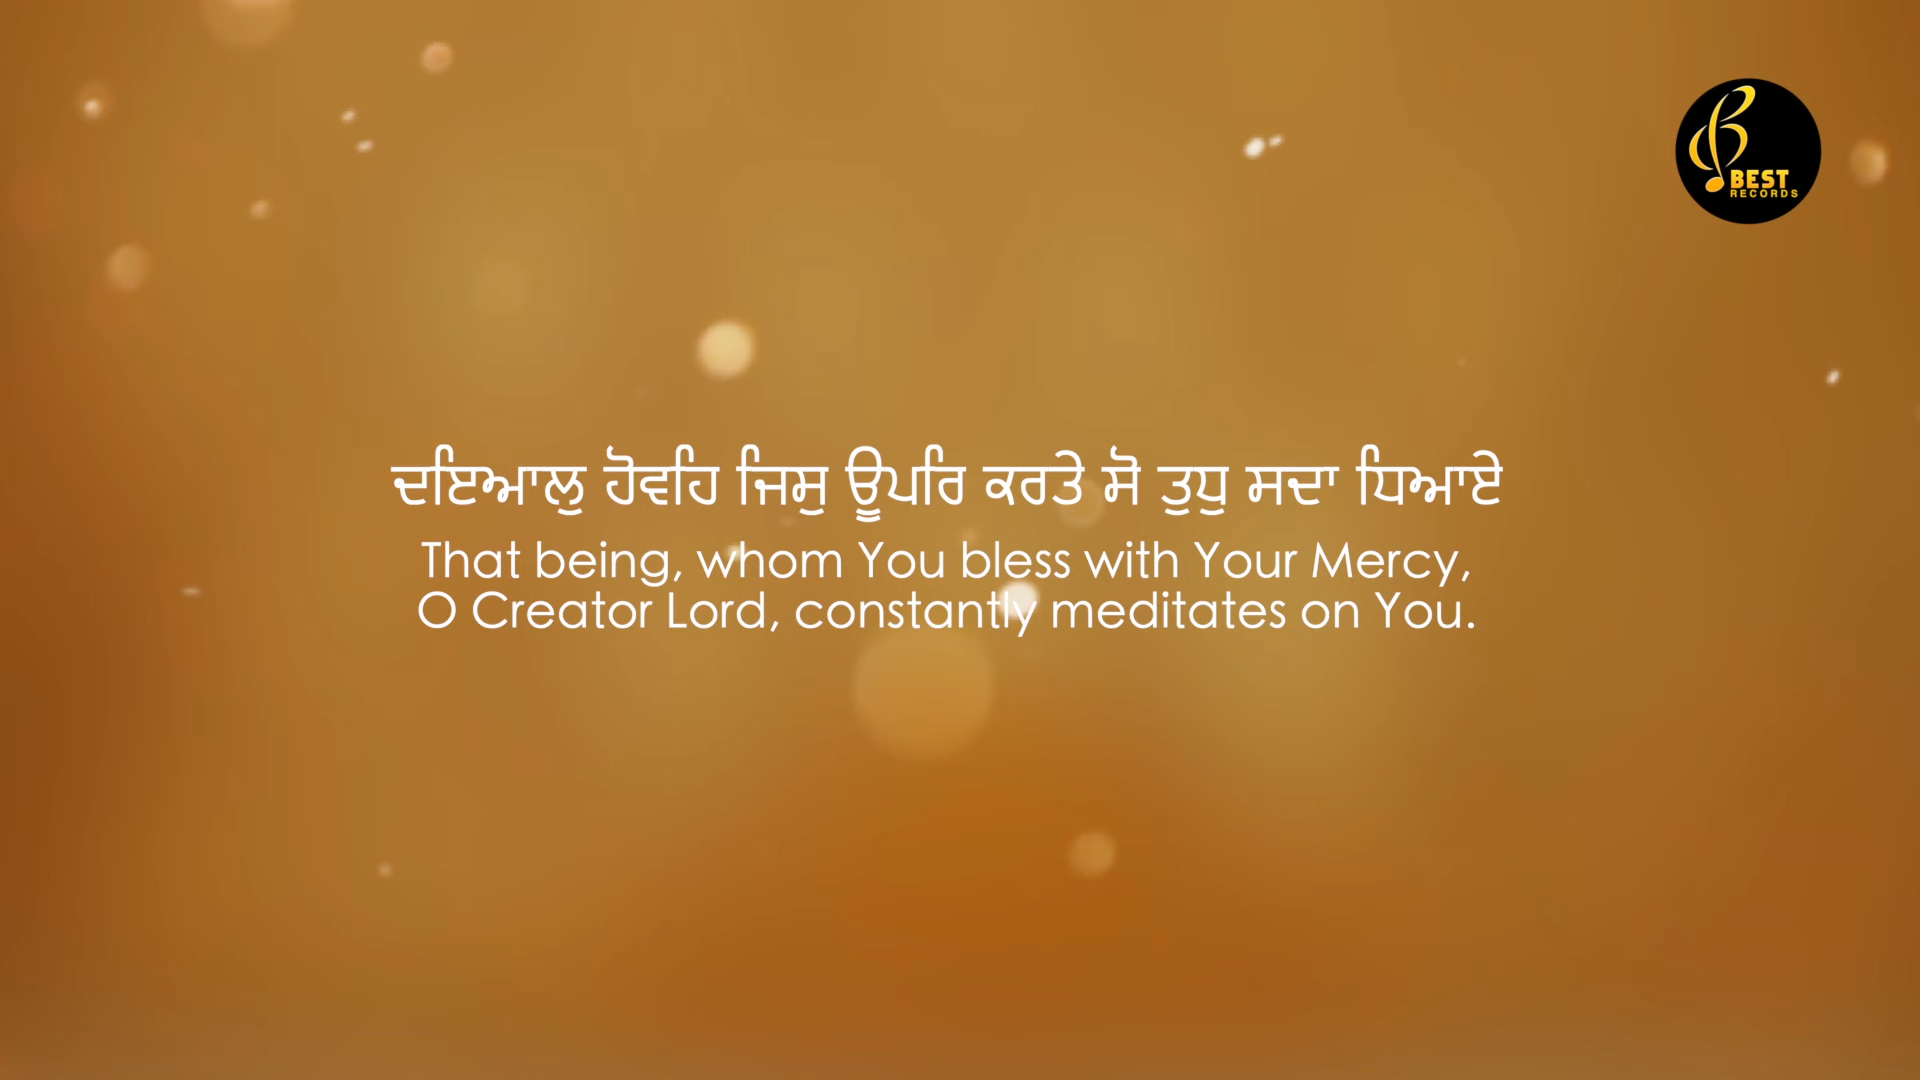 BEST
RECORDS
ਦਇਆਲੁ ਹੋਵਹਿ ਜਿਸੁ ਊਪਰਿ ਕਰਤੇ ਸੋ ਤੁਧੁ ਸਦਾ ਧਿਆਏ
That being, whom You bless with Your Mercy,
O Creator Lord, constantly meditates on You.